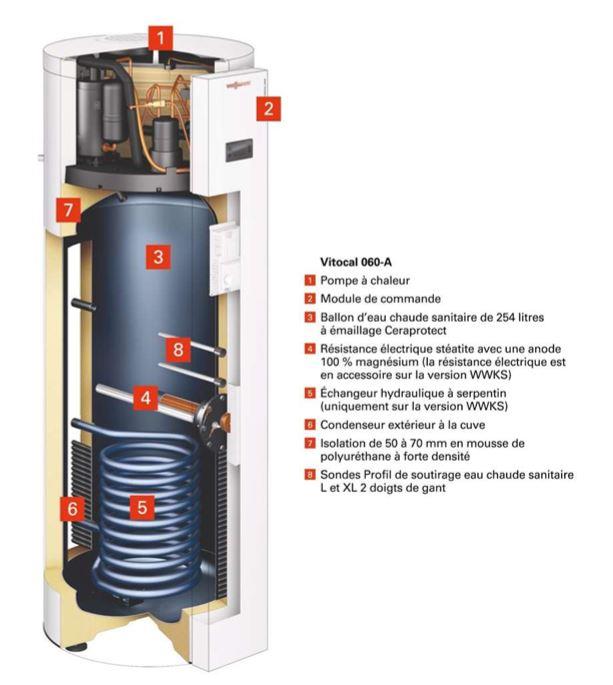 1
2
7
3
8
4
6
5
Vitocal 060-A
1 Pompe à chaleur
2 Module de commande
3 Ballon d'eau chaude sanitaire de 254 litres
à émaillage Ceraprotect
4 Résistance électrique stéatite avec une anode
100 % magnésium (la résistance électrique est
en accessoire sur la version WWKS)
5 Échangeur hydraulique à serpentin
(uniquement sur la version WWKS)
6 Condenseur extérieur à la cuve
7 Isolation de 50 à 70 mm en mousse de
polyuréthane à forte densité
8 Sondes Profil de soutirage eau chaude sanitaire
L et XL 2 doigts de gant